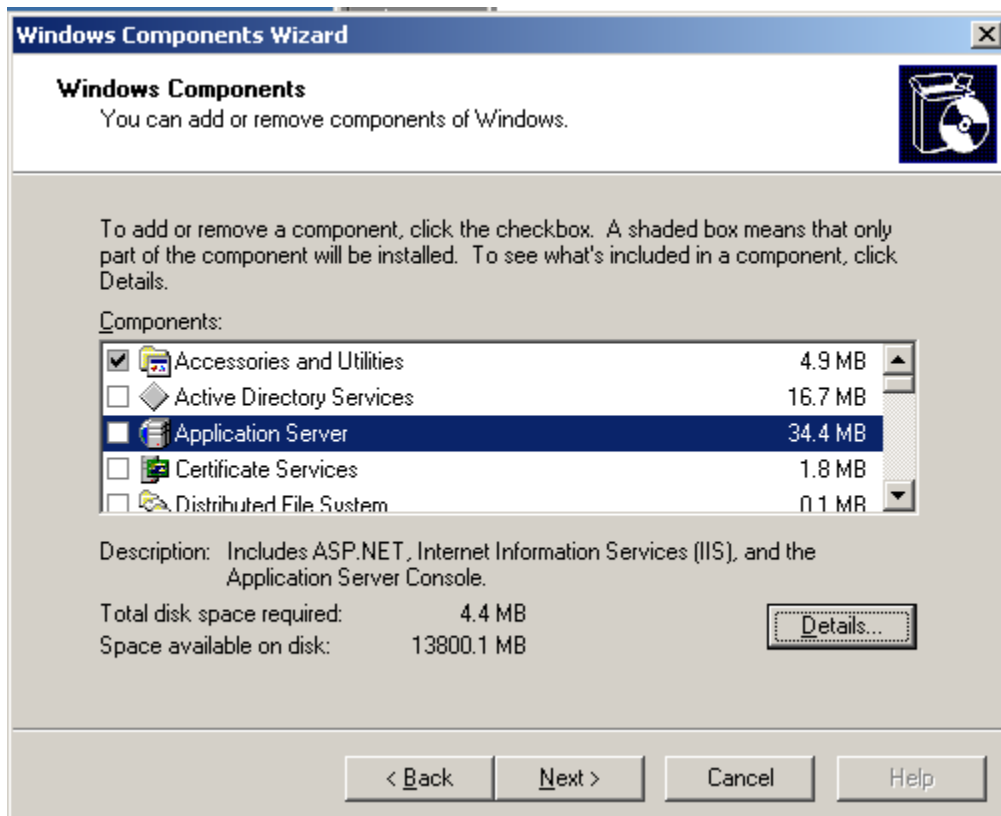 Windows Components Wizard
Windows Components
You can add or remove components of Windows.
To add or remove a component, click the checkbox. A shaded box means that only
part of the component will be installed. To see what's included in a component, click
Details.
Components:
Accessories and Utilities 4.9 MB
Active Directory Services 16.7 MB
Application Server 34.4 MB
Certificate Services 1.8 MB
Distributed File System 0.1 MB
Description: Includes ASP.NET, Internet Information Services (IIS), and the
Application Server Console.
Total disk space required: 4.4 MB
Space available on disk: 13800.1 MB
Details...
< Back Next > Cancel Help